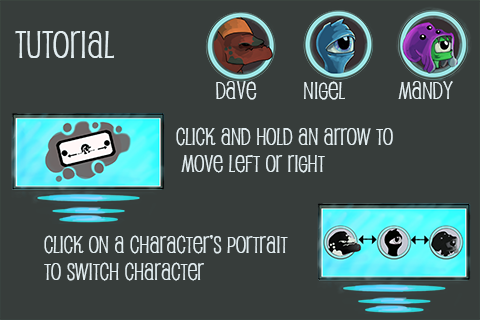 Tutorial
Dave Nigel Mandy
Click and hold an arrow to
move left or right
Click on a character's portrait
to switch character